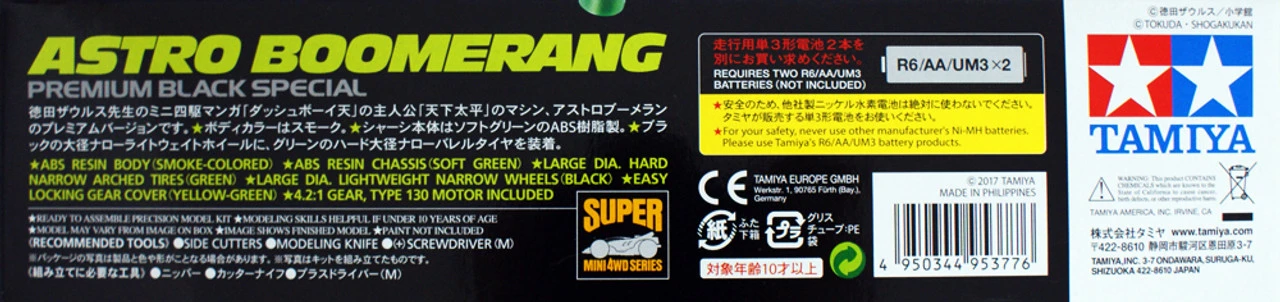 ASTRO BOOMERANG
PREMIUM BLACK SPECIAL
徳田ザウルス先生のミニ四駆マンガ「ダッシュボーイ天」の主人公「天下太平」のマシン、アストロブーメラン
のプレミアムバージョンです。★ボディカラーはスモーク。★シャーシ本体はソフトグリーンのABS樹脂製。★ブラ
ックの大径ナローライトウェイトホイールに、グリーンのハード大径ナローバレルタイヤを装着。
★ABS RESIN BODY(SMOKE-COLORED) ★ABS RESIN CHASSIS(SOFT GREEN) ★LARGE DIA. HARD
NARROW ARCHED TIRES(GREEN) ★LARGE DIA. LIGHTWEIGHT NARROW WHEELS(BLACK) ★EASY
LOCKING GEAR COVER(YELLOW-GREEN) ★4.2:1 GEAR, TYPE 130 MOTOR INCLUDED
★READY TO ASSEMBLE PRECISION MODEL KIT ★MODELING SKILLS HELPFUL IF UNDER 10 YEARS OF AGE
★MODEL MAY VARY FROM IMAGE ON BOX ★IMAGE SHOWS FINISHED MODEL ★PAINT NOT INCLUDED
《RECOMMENDED TOOLS》 ●SIDE CUTTERS ●MODELING KNIFE ●(+)SCREWDRIVER (M)
※パッケージの写真は製品と色や形がことなる場合があります。※写真はキットを組み立てたものです。
《組み立てに必要な工具》 ●ニッパー ●カッターナイフ ●プラスドライバー(M)
SUPER
MINI 4WD SERIES
走行用単3形電池2本を
別にお買い求めください。
REQUIRES TWO R6/AA/UM3
BATTERIES (NOT INCLUDED)
R6/AA/UM3×2
★安全のため、他社製ニッケル水素電池は絶対に使わないでください。
タミヤが販売する単3形電池をお使いください。
★For your safety, never use other manufacturer's Ni-MH batteries.
Please use Tamiya's R6/AA/UM3 battery products.
CE
TAMIYA EUROPE GMBH
Werkstr. 1, 90765 Fürth (Bay.),
Germany
紙
ふた
下箱
プラ
グリス
チューブ:PE
袋
対象年齢10才以上
© 2017 TAMIYA
MADE IN PHILIPPINES
4 950344 953776
©徳田ザウルス／小学館
©TOKUDA・SHOGAKUKAN
TAMIYA
WARNING: This product CONTAINS
CHEMICALS which are known to the
State of California to cause cancer,
birth defects, or other reproductive harm.
TAMIYA AMERICA, INC. IRVINE, CA
株式会社タミヤ www.tamiya.com
〒422-8610 静岡市駿河区恩田原3-7
TAMIYA,INC. 3-7 ONDAWARA, SURUGA-KU,
SHIZUOKA 422-8610 JAPAN